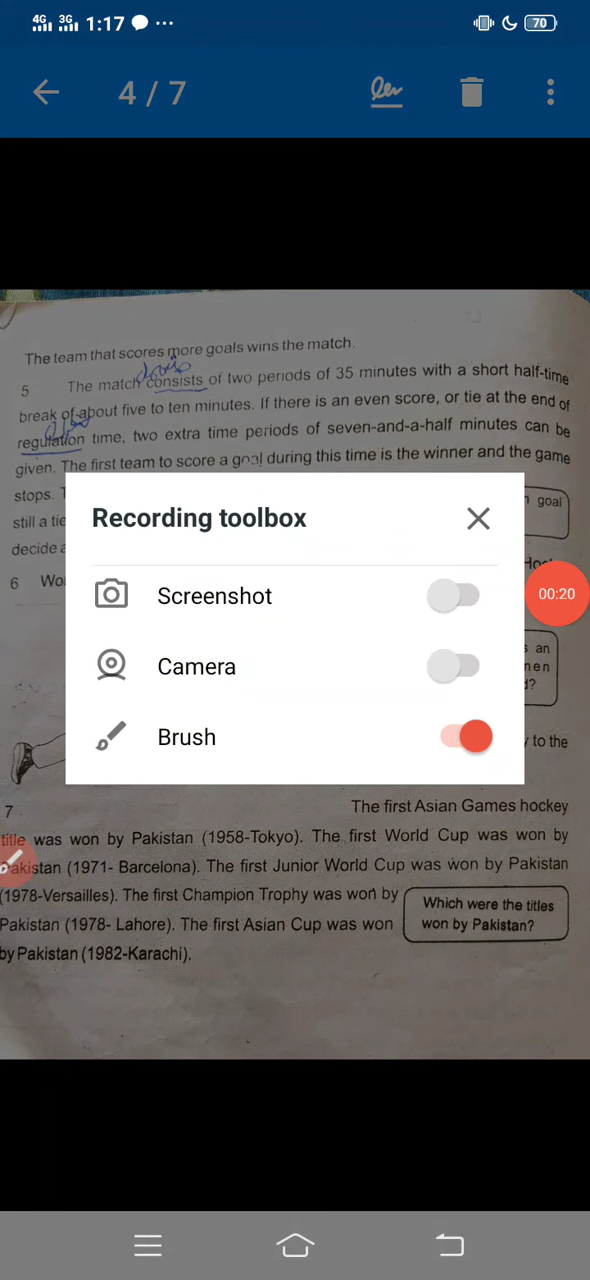 4G 3G 1:17 ... 70
4 / 7
The team that scores more goals wins the match.
5 The match consists of two periods of 35 minutes with a short half-time
break of about five to ten minutes. If there is an even score, or tie at the end of
regulation time, two extra time periods of seven-and-a-half minutes can be
given. The first team to score a goal during this time is the winner and the game
stops.
goal
still a tie
decide
6
Recording toolbox
Screenshot
00:20
an
Camera
Brush
to the
7
The first Asian Games hockey
title was won by Pakistan (1958-Tokyo). The first World Cup was won by
Pakistan (1971- Barcelona). The first Junior World Cup was won by Pakistan
(1978-Versailles). The first Champion Trophy was won by
Pakistan (1978- Lahore). The first Asian Cup was won
by Pakistan (1982-Karachi).
Which were the titles
won by Pakistan?